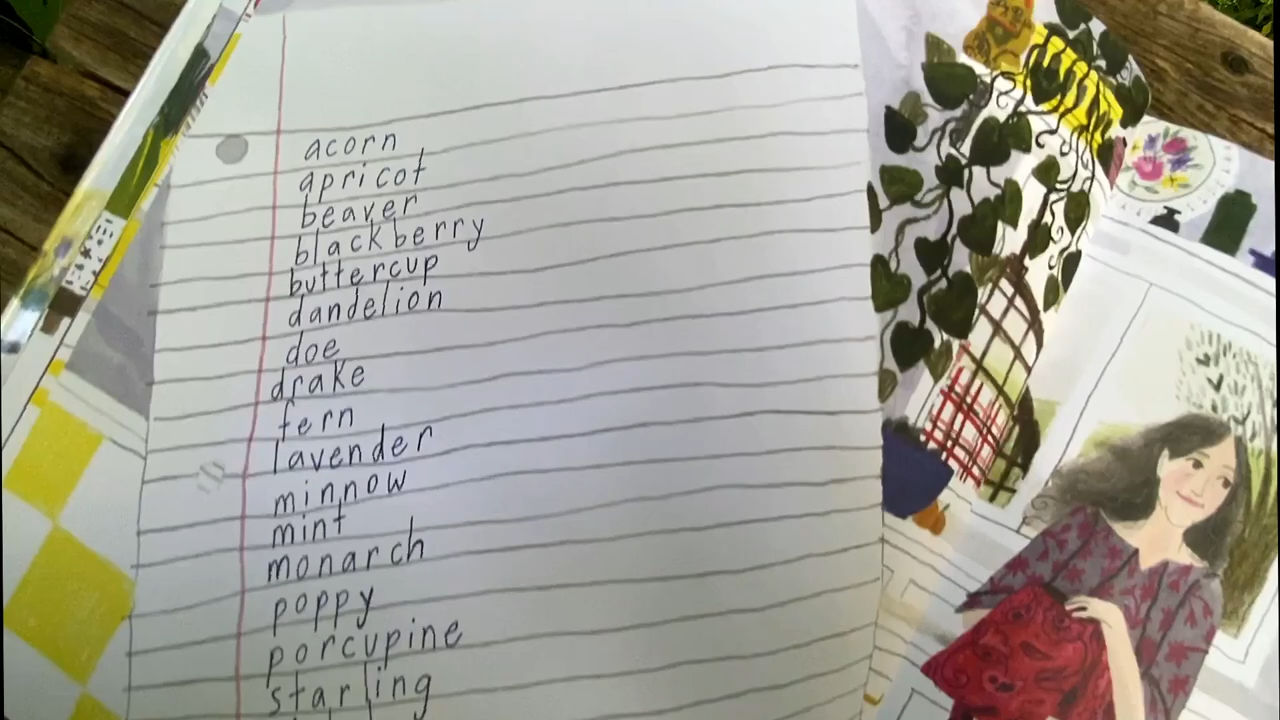 acorn
apricot
beaver
blackberry
buttercup
dandelion
doe
drake
fern
lavender
minnow
mint
monarch
poppy
porcupine
starling